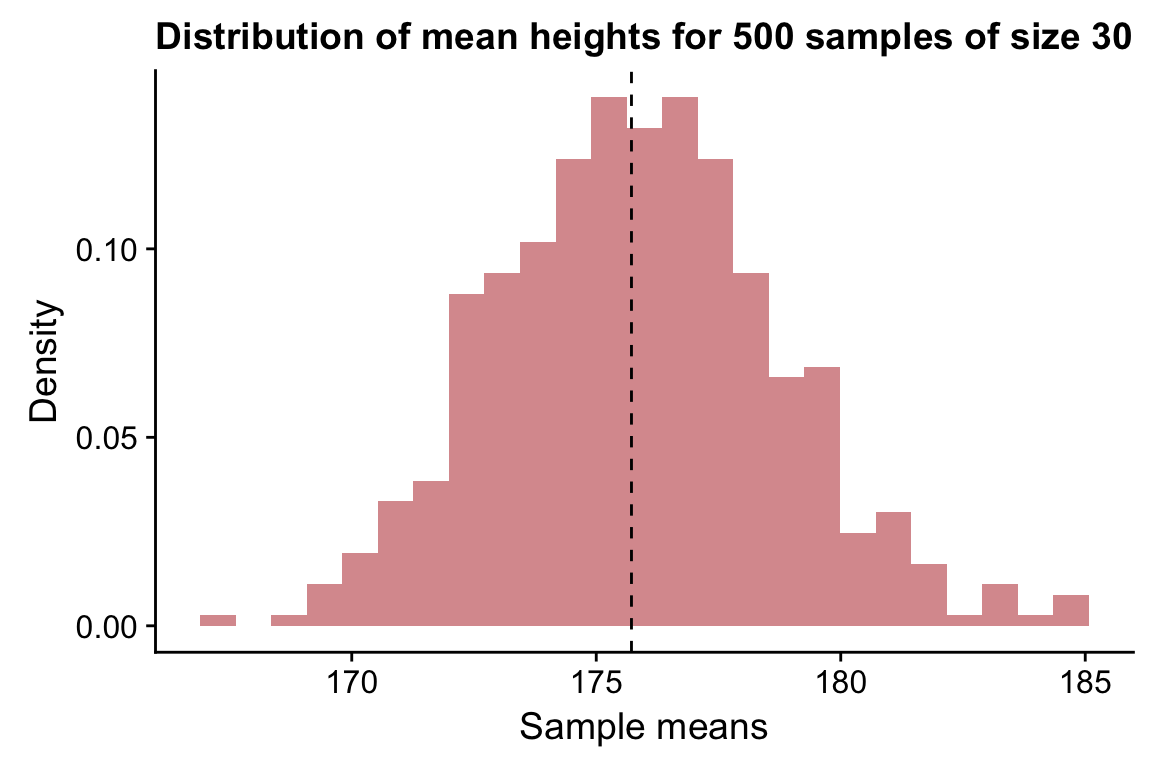 Distribution of mean heights for 500 samples of size 30
Density
0.10
0.05
0.00
170 175 180 185
Sample means